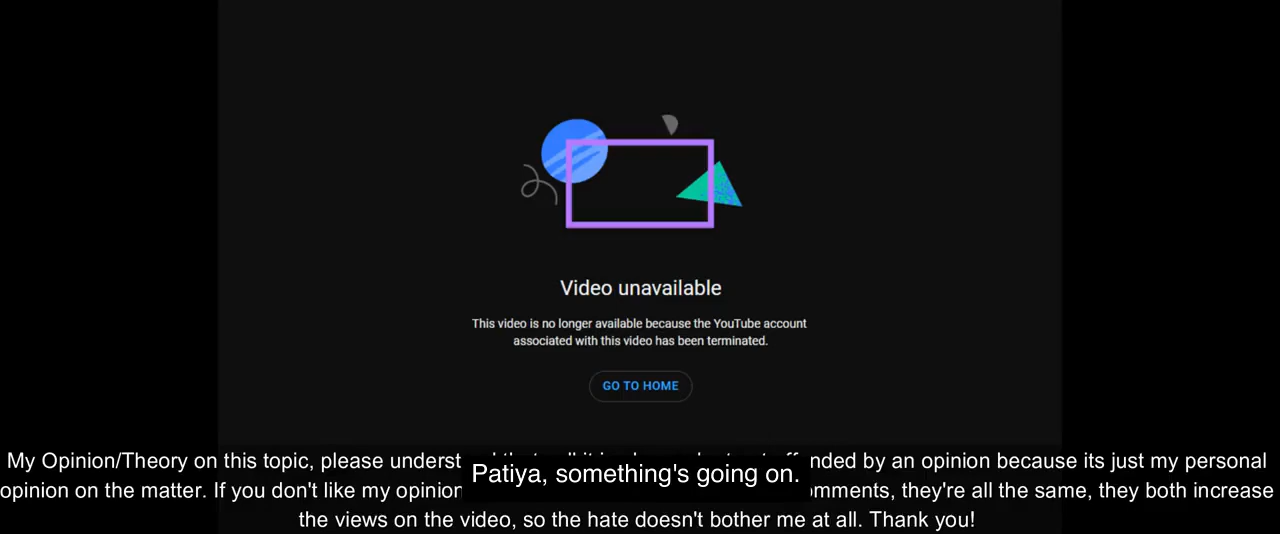 Video unavailable
This video is no longer available because the YouTube account
associated with this video has been terminated.
GO TO HOME
My Opinion/Theory on this topic, please nded by an opinion because its just my personal
Patiya, something's going on.
opinion on the matter. If you don't like my opinion they're all the same, they both increase
the views on the video, so the hate doesn't bother me at all. Thank you!